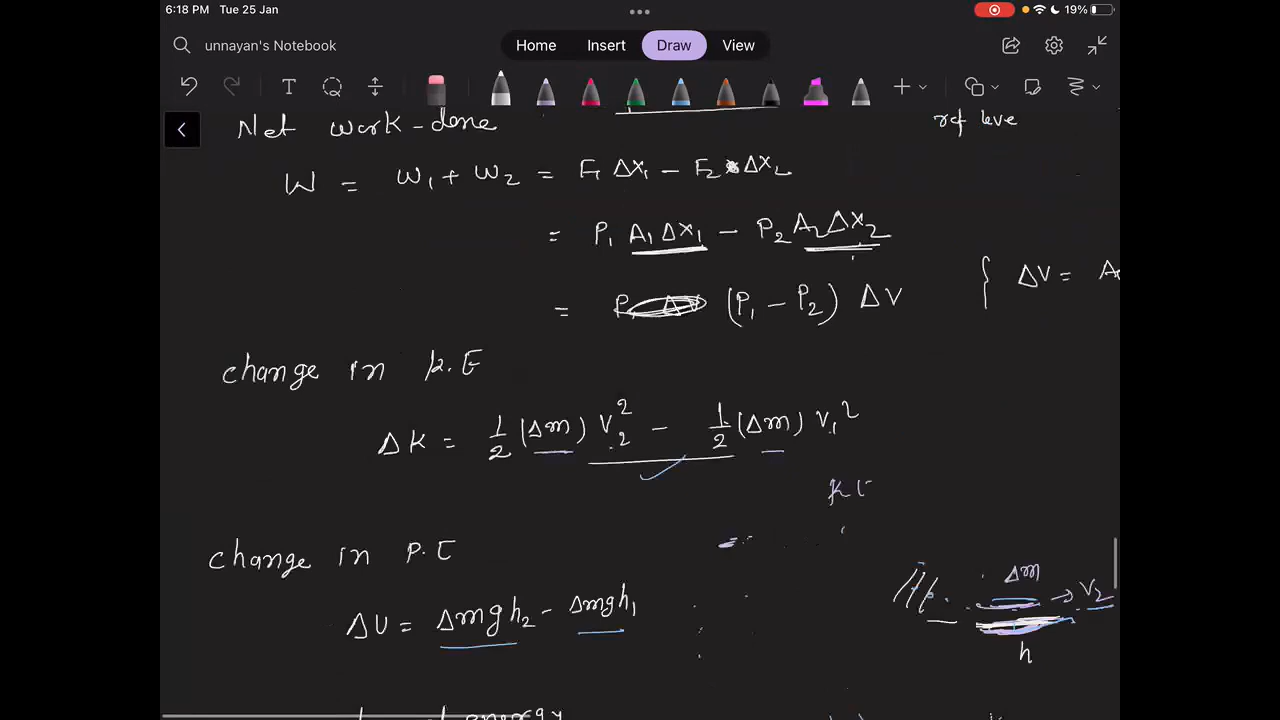 6:18 PM Tue 25 Jan 19%
unnayan's Notebook Home Insert Draw View
Net work-done
ref leve
W = W₁ + W₂ = F₁ Δx₁ - F₂ Δx₂
= P₁ A₁ Δx₁ - P₂ A₂ Δx₂
= (P₁ - P₂) ΔV { ΔV = A
change in K.E
ΔK = 1/2 (Δm) V₂² - 1/2 (Δm) V₁²
KE
change in P.E
Δm → V₂
ΔU = Δmgh₂ - Δmgh₁
h
energy